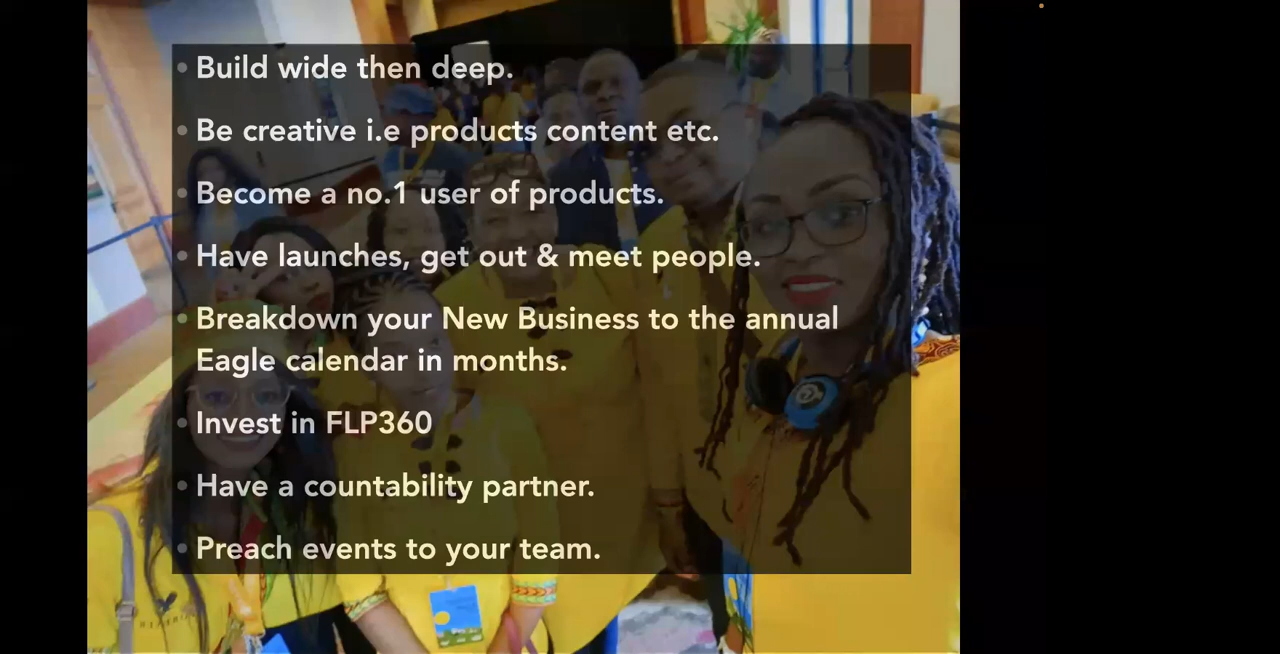 • Build wide then deep.
• Be creative i.e products content etc.
• Become a no.1 user of products.
• Have launches, get out & meet people.
• Breakdown your New Business to the annual
Eagle calendar in months.
• Invest in FLP360
• Have a countability partner.
• Preach events to your team.